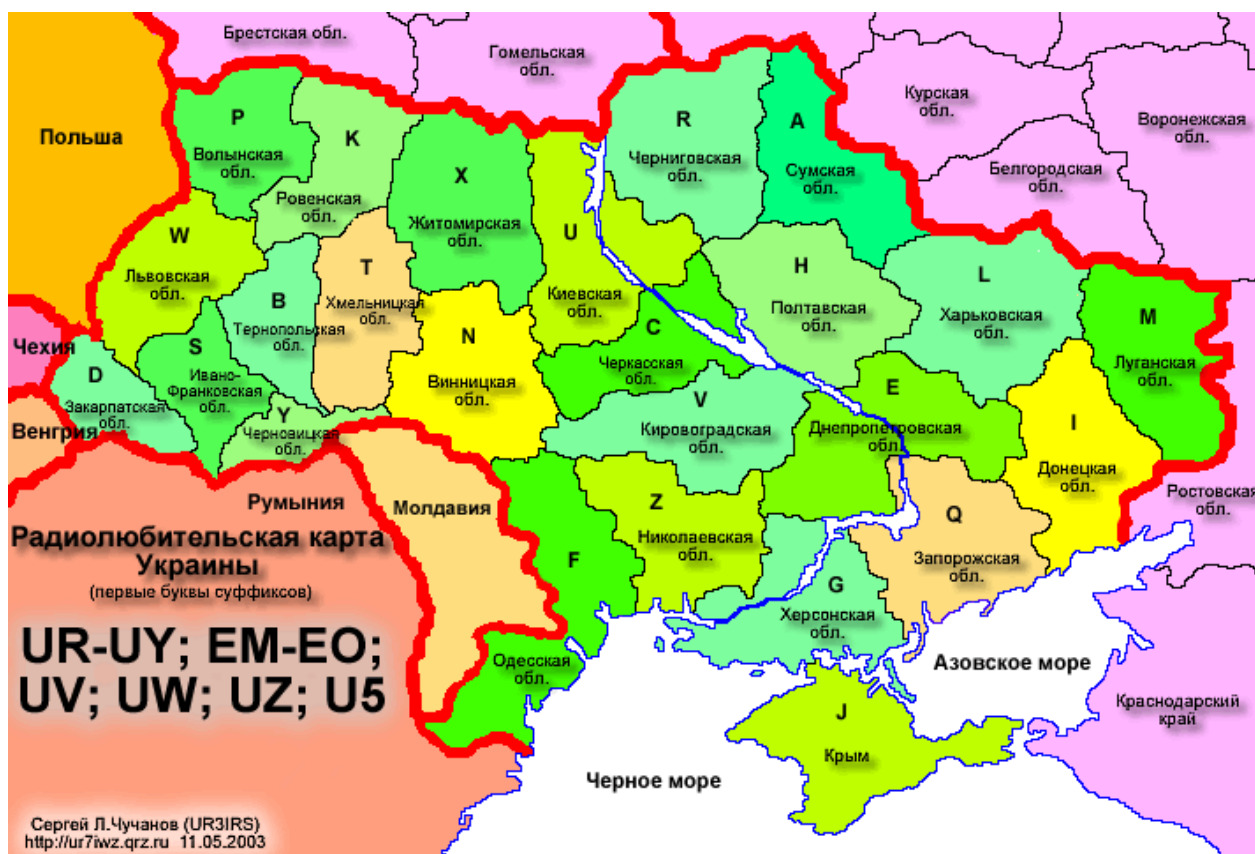 Брестская обл.
Гомельская
обл.
Курская
обл.
Воронежская
обл.
Белгородская
обл.
Польша
P
Волынская
обл.
K
Ровенская
обл.
X
Житомирская
обл.
R
Черниговская
обл.
A
Сумская
обл.
W
Львовская
обл.
B
Тернопольская
обл.
T
Хмельницкая
обл.
U
Киевская
обл.
H
Полтавская
обл.
L
Харьковская
обл.
M
Луганская
обл.
Чехия
D
Закарпатская
обл.
S
Ивано-
Франковская
обл.
Y
Черновицкая
обл.
N
Винницкая
обл.
C
Черкасская
обл.
V
Кировоградская
обл.
E
Днепропетровская
обл.
I
Донецкая
обл.
Венгрия
Румыния
Молдавия
Z
Николаевская
обл.
Q
Запорожская
обл.
Ростовская
обл.
F
Одесская
обл.
G
Херсонская
обл.
J
Крым
Азовское море
Черное море
Краснодарский
край
Радиолюбительская карта
Украины
(первые буквы суффиксов)
UR-UY; EM-EO;
UV; UW; UZ; U5
Сергей Л.Чучанов (UR3IRS)
http://ur7iwz.qrz.ru 11.05.2003